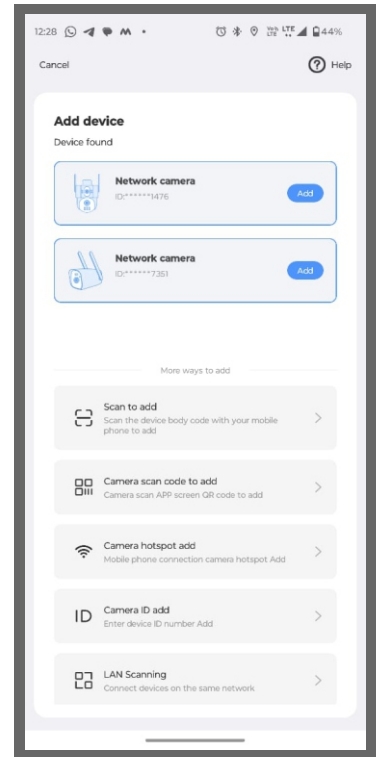 12:28 44%
Cancel ? Help
Add device
Device found
Network camera
ID:******1476
Add
Network camera
ID:******7351
Add
More ways to add
Scan to add
Scan the device body code with your mobile
phone to add
Camera scan code to add
Camera scan APP screen QR code to add
Camera hotspot add
Mobile phone connection camera hotspot Add
ID
Camera ID add
Enter device ID number Add
LAN Scanning
Connect devices on the same network